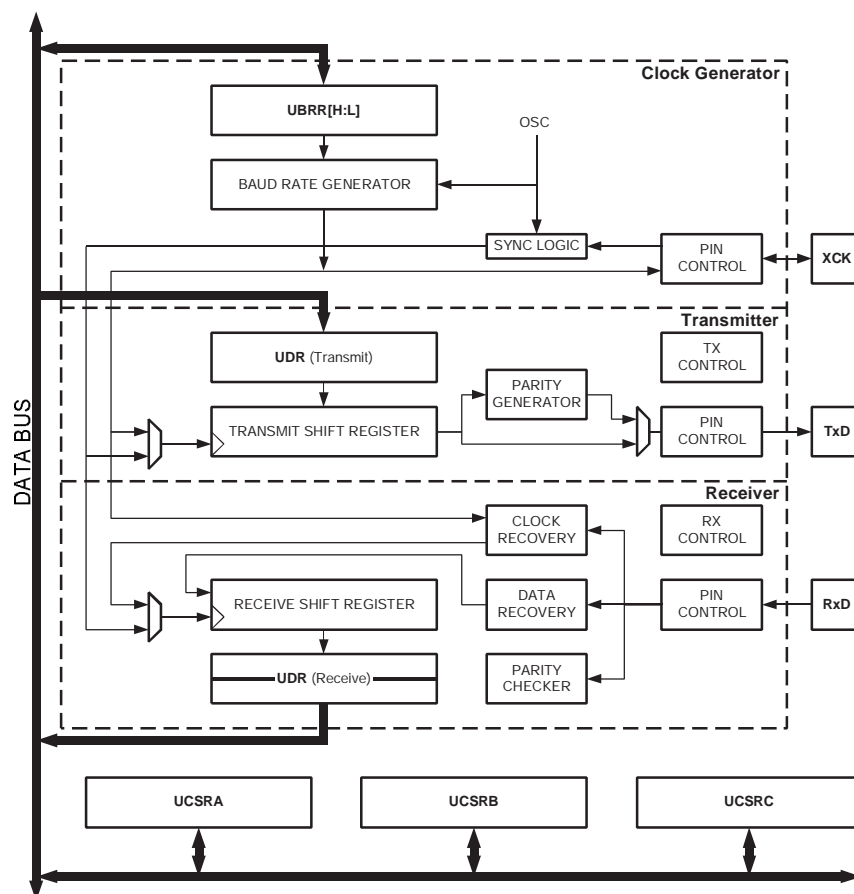 Clock Generator
UBRR[H:L]
OSC
BAUD RATE GENERATOR
SYNC LOGIC
PIN
CONTROL
XCK
Transmitter
UDR (Transmit)
TX
CONTROL
PARITY
GENERATOR
TRANSMIT SHIFT REGISTER
PIN
CONTROL
TxD
DATA BUS
Receiver
CLOCK
RECOVERY
RX
CONTROL
RECEIVE SHIFT REGISTER
DATA
RECOVERY
PIN
CONTROL
RxD
UDR (Receive)
PARITY
CHECKER
UCSRA
UCSRB
UCSRC